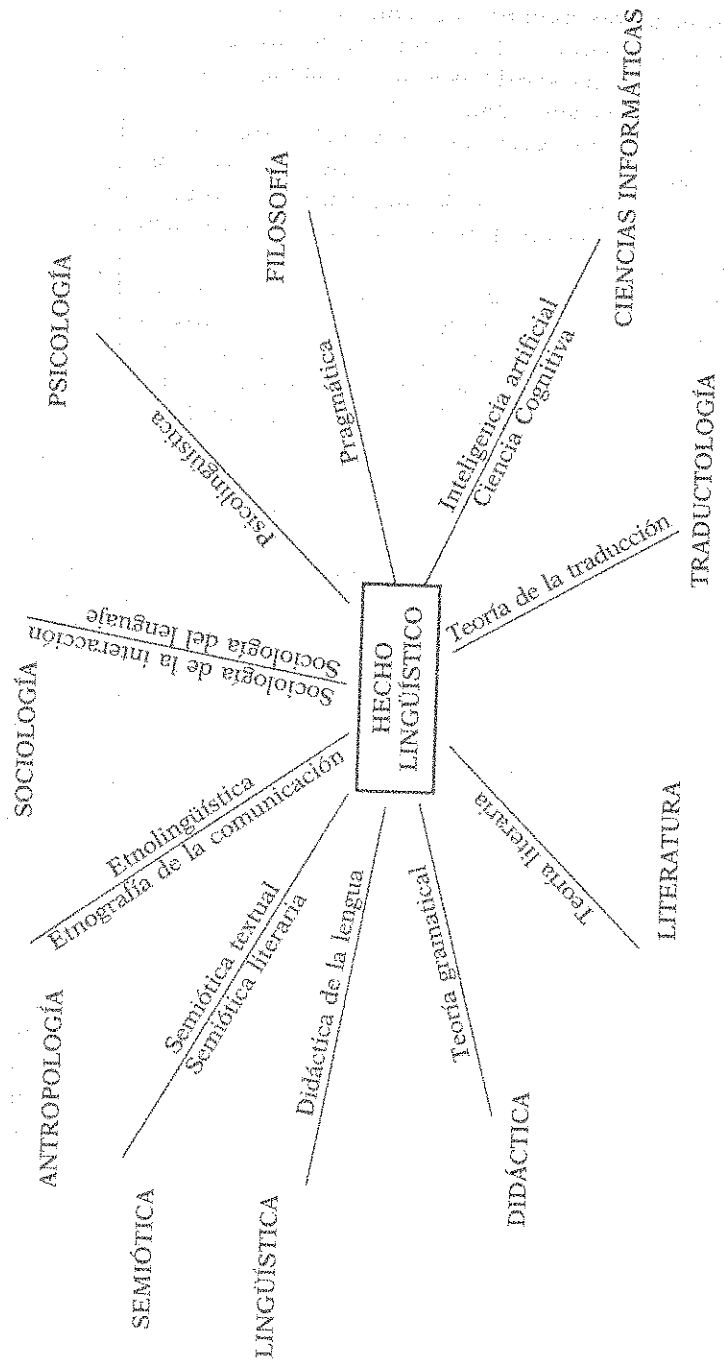 PSICOLOGÍA
Psicolingüística
FILOSOFÍA
Pragmática
CIENCIAS INFORMÁTICAS
Inteligencia artificial
Ciencia Cognitiva
TRADUCTOLOGÍA
Teoría de la traducción
LITERATURA
Teoría literaria
DIDÁCTICA
Teoría gramatical
LINGÜÍSTICA
Didáctica de la lengua
SEMIÓTICA
Semiótica textual
Semiótica literaria
ANTROPOLOGÍA
Etnolingüística
Etnografía de la comunicación
SOCIOLOGÍA
Sociología de la interacción
Sociología del lenguaje
HECHO
LINGÜÍSTICO